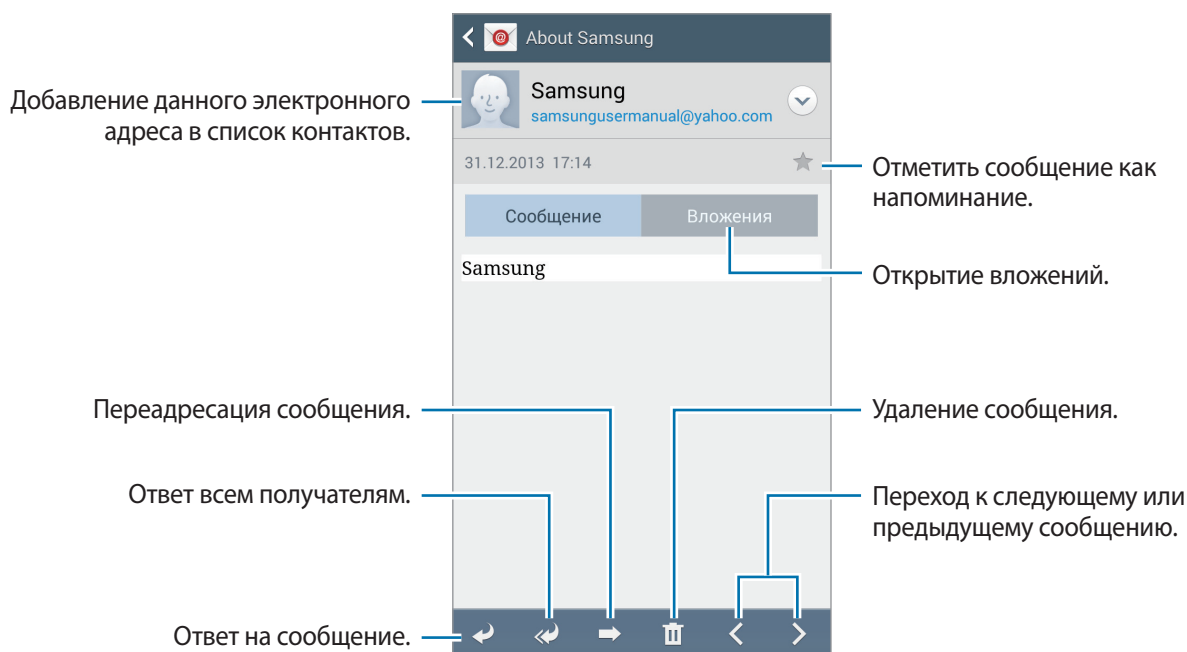 About Samsung
Добавление данного электронного
адреса в список контактов.
Samsung
samsungusermanual@yahoo.com
31.12.2013 17:14
Отметить сообщение как
напоминание.
Сообщение
Вложения
Samsung
Открытие вложений.
Переадресация сообщения.
Удаление сообщения.
Ответ всем получателям.
Переход к следующему или
предыдущему сообщению.
Ответ на сообщение.